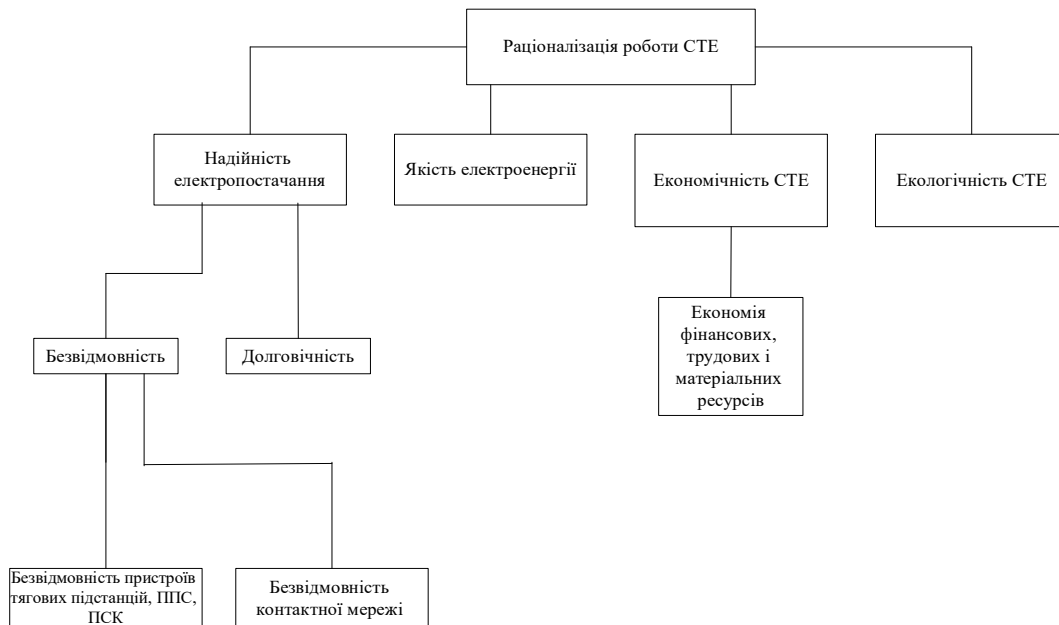 Раціоналізація роботи СТЕ
Надійність
електропостачання
Якість електроенергії
Економічність СТЕ
Екологічність СТЕ
Економія
фінансових,
трудових і
матеріальних
ресурсів
Безвідмовність
Долговічність
Безвідмовність пристроїв
тягових підстанцій, ППС,
ПСК
Безвідмовність
контактної мережі